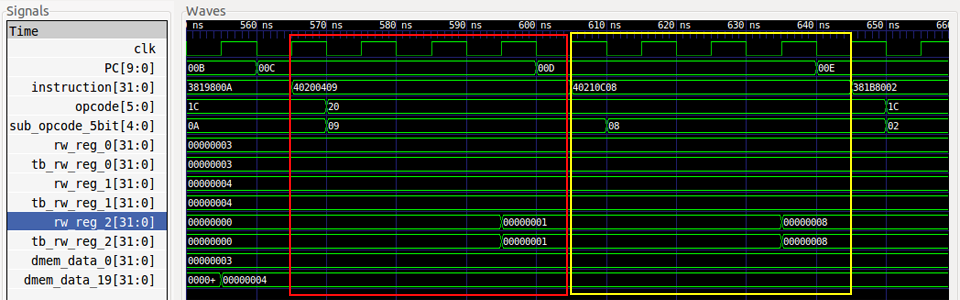 Signals Waves
Time
ns 560 ns 570 ns 580 ns 590 ns 600 ns 610 ns 620 ns 630 ns 640 ns 650 ns 660
clk
PC[9:0] 00B 00C 00D 00E
instruction[31:0] 3819800A 40200409 40210C08 381B8002
opcode[5:0] 1C 20 1C
sub_opcode_5bit[4:0] 0A 09 08 02
rw_reg_0[31:0] 00000003
tb_rw_reg_0[31:0] 00000003
rw_reg_1[31:0] 00000004
tb_rw_reg_1[31:0] 00000004
rw_reg_2[31:0] 00000000 00000001 00000008
tb_rw_reg_2[31:0] 00000000 00000001 00000008
dmem_data_0[31:0] 00000003
dmem_data_19[31:0] 0000+ 00000004